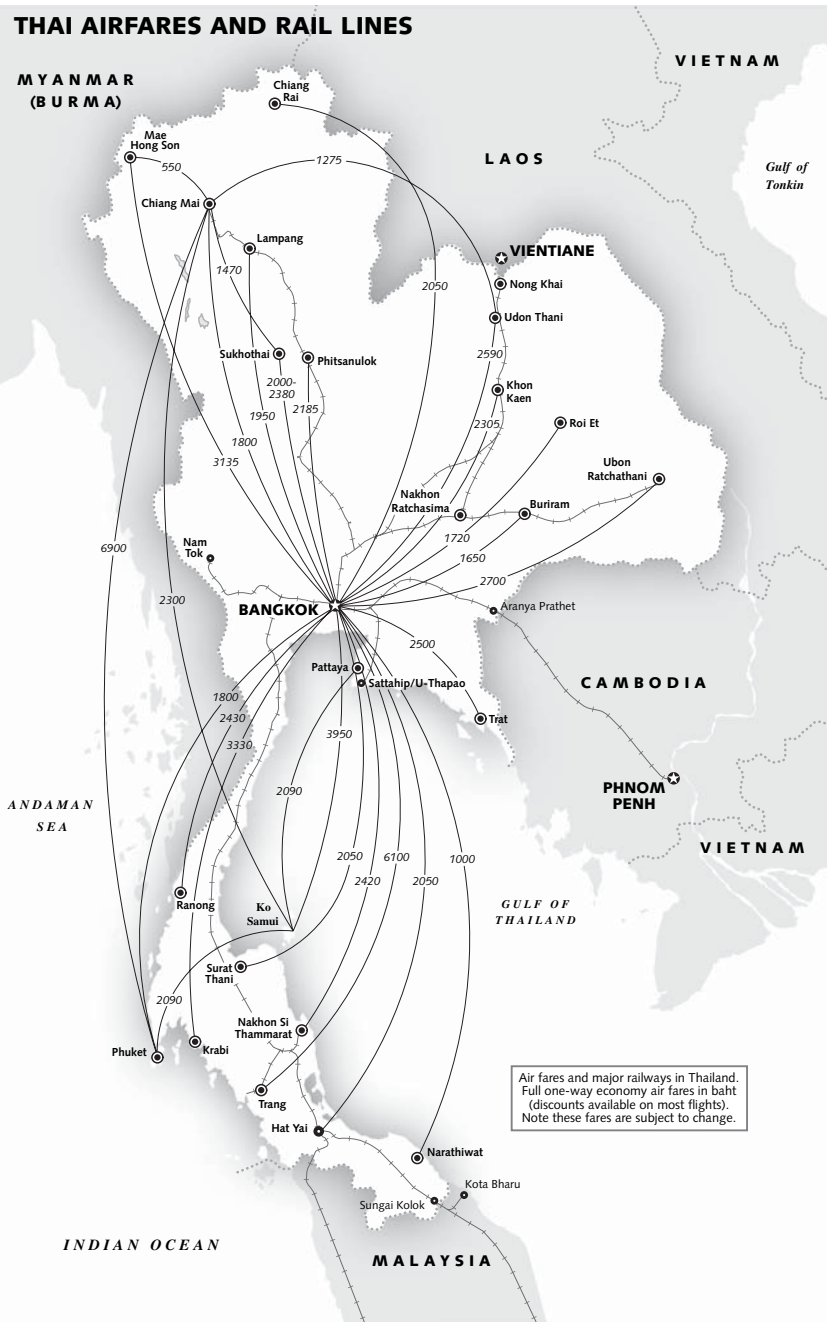 THAI AIRFARES AND RAIL LINES
VIETNAM
MYANMAR
(BURMA)
Chiang
Rai
Mae
Hong Son
550
1275
LAOS
Gulf of
Tonkin
Chiang Mai
Lampang
VIENTIANE
1470
2050
Nong Khai
Udon Thani
Sukhothai
Phitsanulok
2590
2000-
2380
Khon
Kaen
1950
2185
2305
Roi Et
1800
3135
Ubon
Ratchathani
Nakhon
Ratchasima
Buriram
1720
Nam
Tok
6900
1650
2700
2300
BANGKOK
Aranya Prathet
2500
Pattaya
Sattahip/U-Thapao
CAMBODIA
1800
2430
3330
3950
Trat
2090
PHNOM
PENH
ANDAMAN
SEA
VIETNAM
2050
6100
1000
2420
2050
Ranong
Ko
Samui
GULF OF
THAILAND
Surat
Thani
2090
Nakhon Si
Thammarat
Phuket
Krabi
Trang
Air fares and major railways in Thailand.
Full one-way economy air fares in baht
(discounts available on most flights).
Note these fares are subject to change.
Hat Yai
Narathiwat
Kota Bharu
Sungai Kolok
INDIAN OCEAN
MALAYSIA